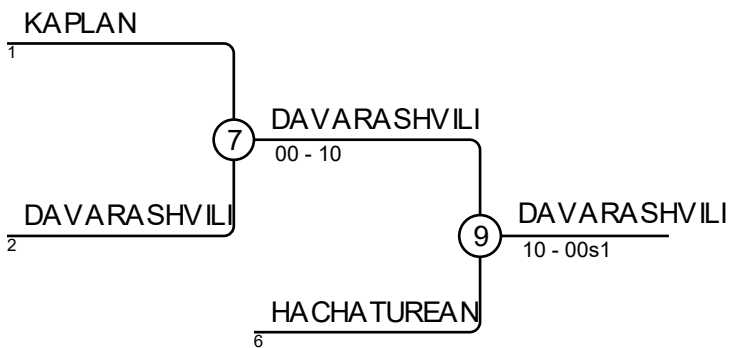 KAPLAN
1
7
DAVARASHVILI
00 - 10
DAVARASHVILI
2
9
DAVARASHVILI
10 - 00s1
HACHATUREAN
6